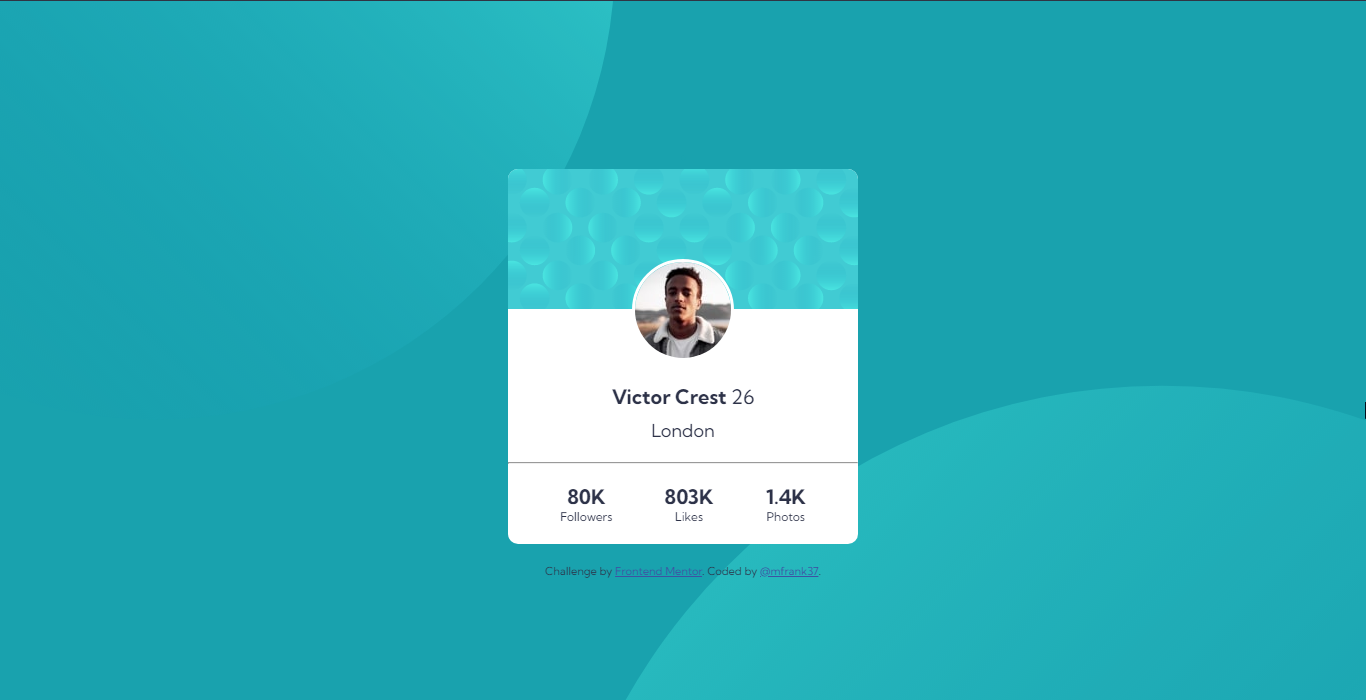 Victor Crest 26
London
80K 803K 1.4K
Followers Likes Photos
Challenge by Frontend Mentor. Coded by @mfrank37.